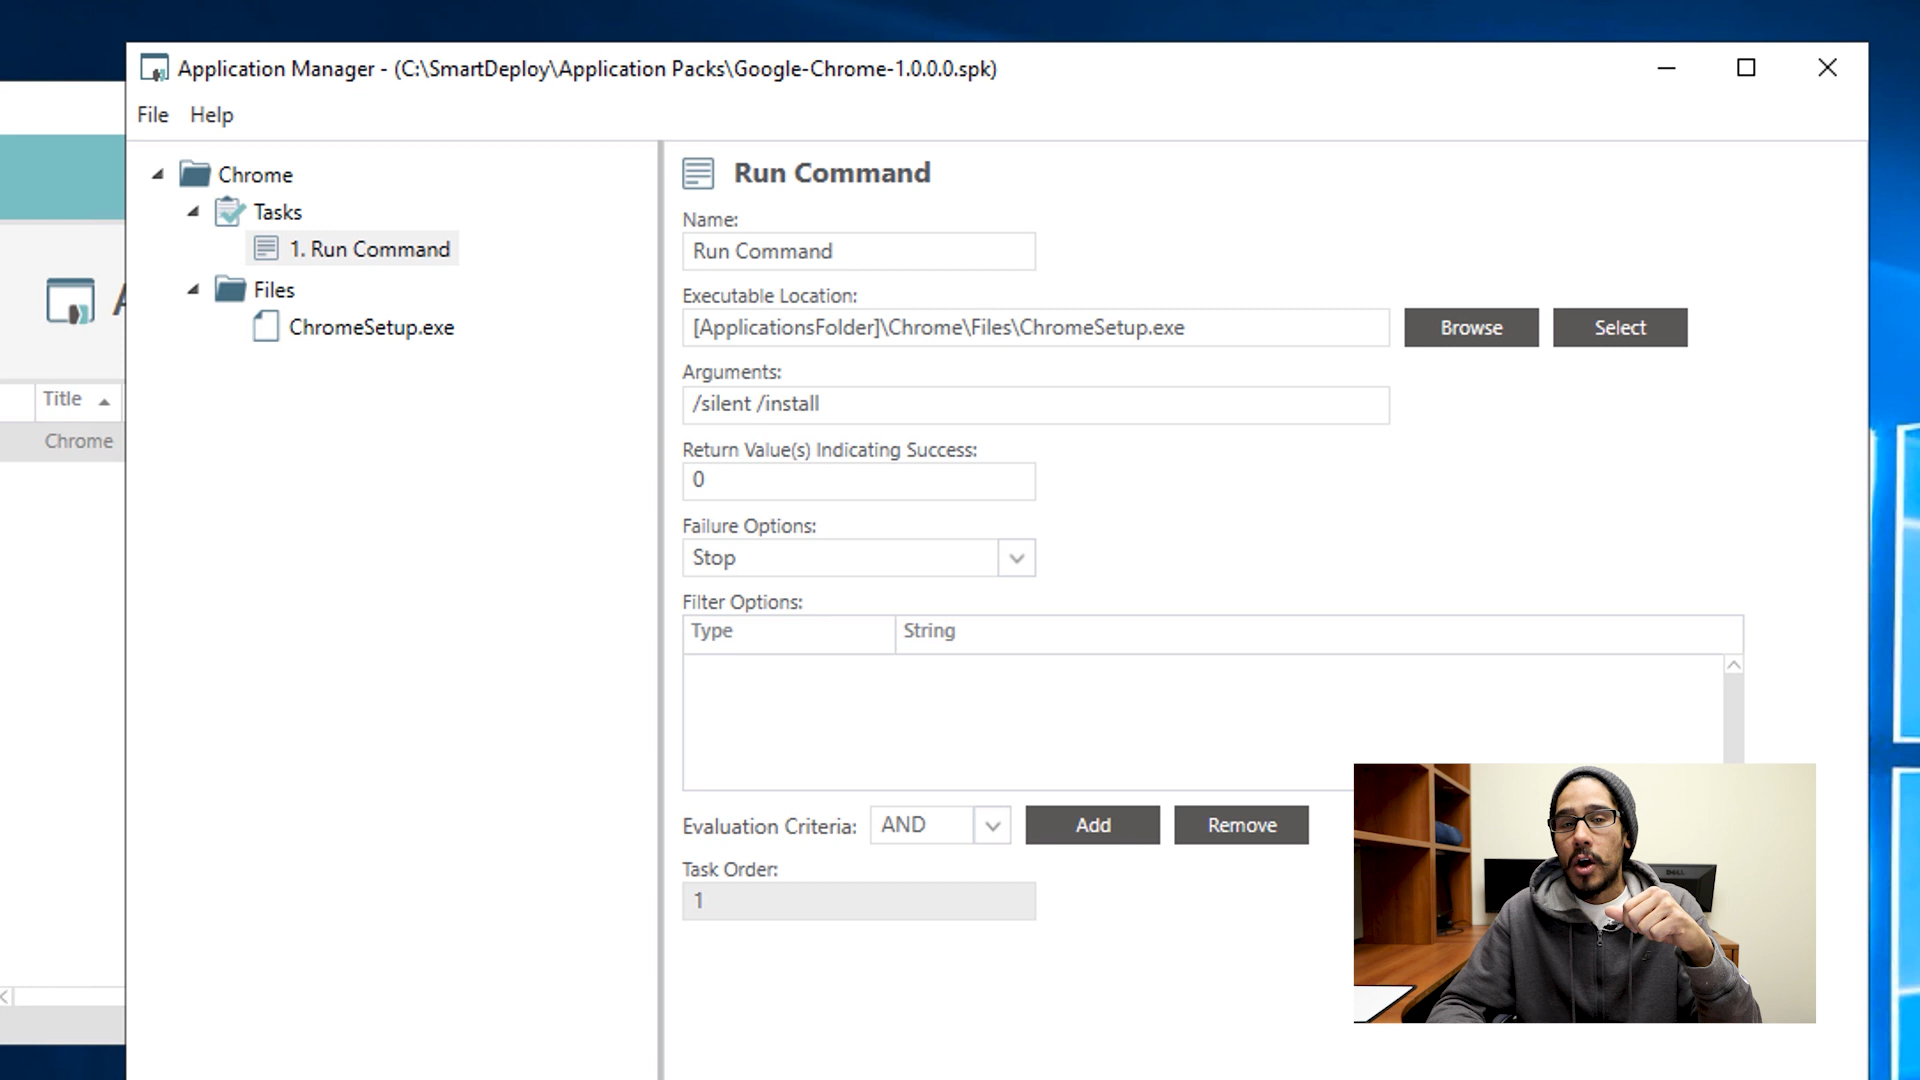 Application Manager - (C:\SmartDeploy\Application Packs\Google-Chrome-1.0.0.0.spk)
File Help
Chrome
Tasks
1. Run Command
Files
ChromeSetup.exe
Title
Chrome
Run Command
Name:
Run Command
Executable Location:
[ApplicationsFolder]\Chrome\Files\ChromeSetup.exe
Browse Select
Arguments:
/silent /install
Return Value(s) Indicating Success:
0
Failure Options:
Stop
Filter Options:
Type String
Evaluation Criteria: AND Add Remove
Task Order:
1
DELL